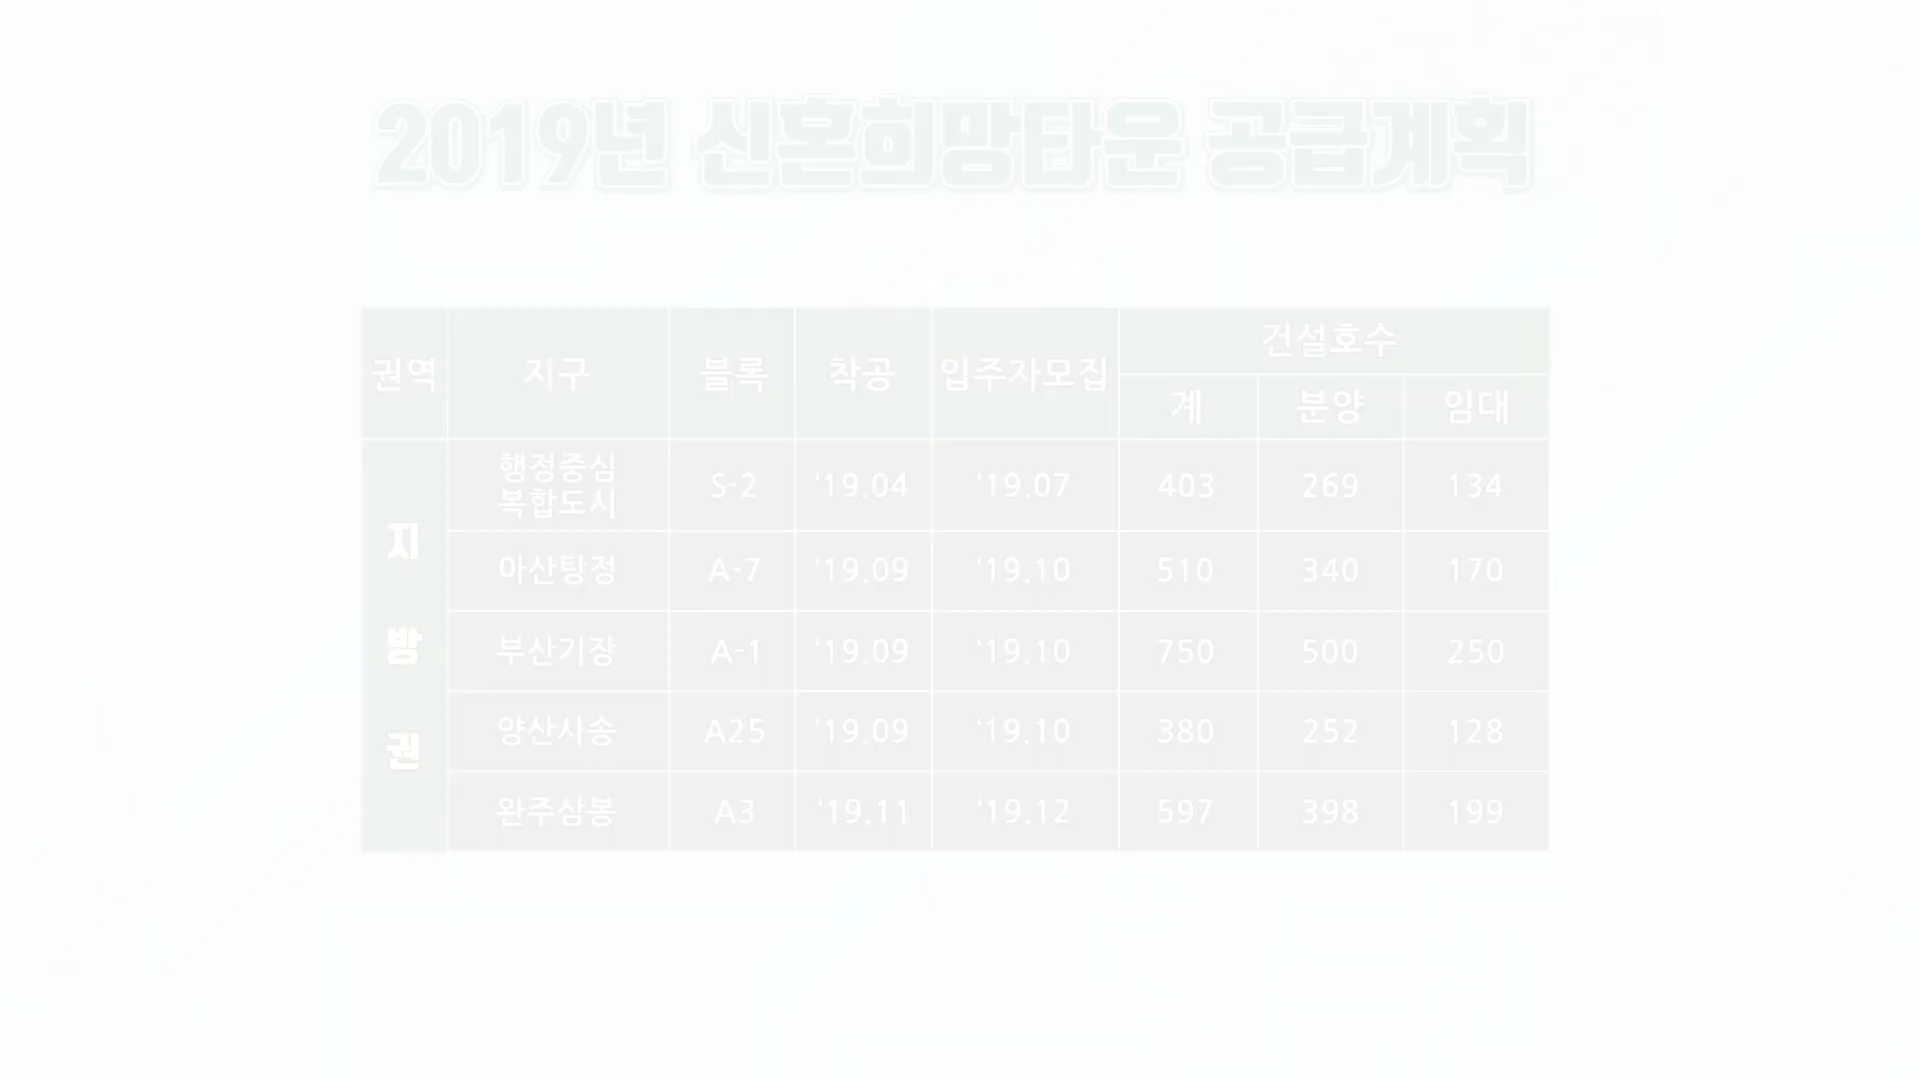 2019년 신혼희망타운 공급계획
권역 지구 블록 착공 입주자모집 건설호수
계 분양 임대
지방권
행정중심
복합도시 S-2 '19.04 '19.07 403 269 134
아산탕정 A-7 '19.09 '19.10 510 340 170
부산기장 A-1 '19.09 '19.10 750 500 250
양산사송 A25 '19.09 '19.10 380 252 128
완주삼봉 A3 '19.11 '19.12 597 398 199